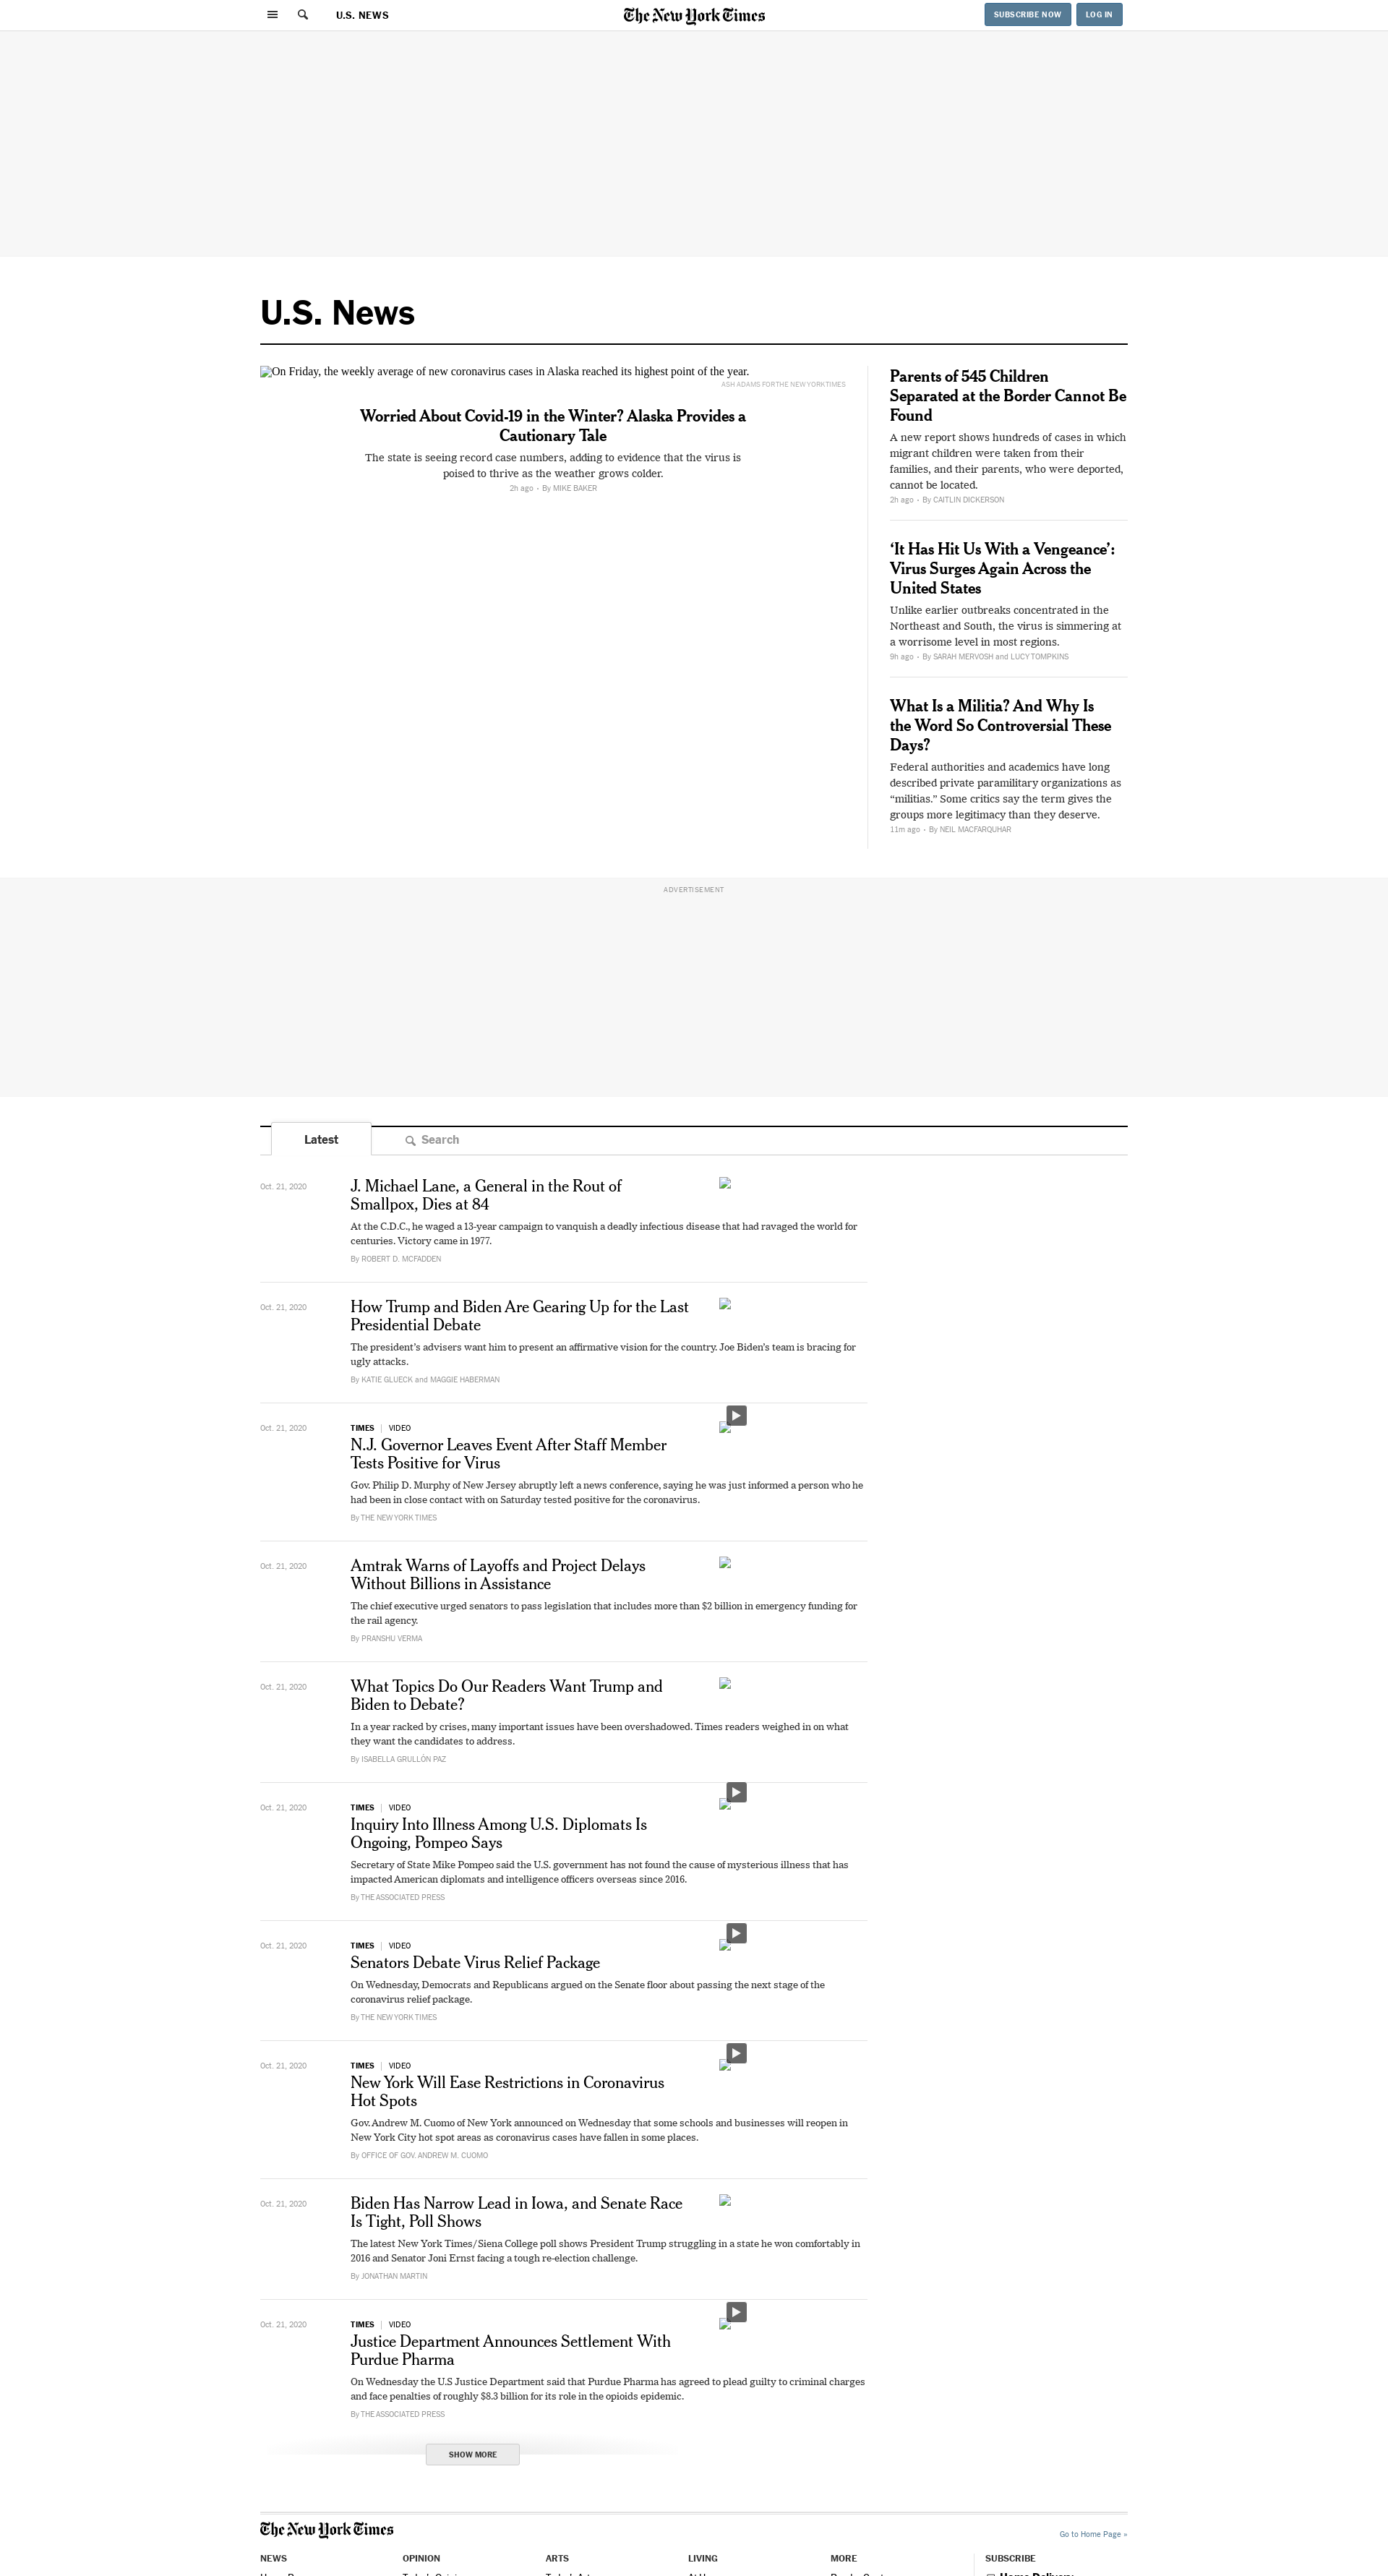 U.S. NEWS
The New York Times
SUBSCRIBE NOW
LOG IN
U.S. News
On Friday, the weekly average of new coronavirus cases in Alaska reached its highest point of the year.
ASH ADAMS FOR THE NEW YORK TIMES
Worried About Covid-19 in the Winter? Alaska Provides a
Cautionary Tale
The state is seeing record case numbers, adding to evidence that the virus is
poised to thrive as the weather grows colder.
2h ago • By MIKE BAKER
Parents of 545 Children
Separated at the Border Cannot Be
Found
A new report shows hundreds of cases in which
migrant children were taken from their
families, and their parents, who were deported,
cannot be located.
2h ago • By CAITLIN DICKERSON
‘It Has Hit Us With a Vengeance’:
Virus Surges Again Across the
United States
Unlike earlier outbreaks concentrated in the
Northeast and South, the virus is simmering at
a worrisome level in most regions.
9h ago • By SARAH MERVOSH and LUCY TOMPKINS
What Is a Militia? And Why Is
the Word So Controversial These
Days?
Federal authorities and academics have long
described private paramilitary organizations as
“militias.” Some critics say the term gives the
groups more legitimacy than they deserve.
11m ago • By NEIL MACFARQUHAR
ADVERTISEMENT
Latest
Search
Oct. 21, 2020
J. Michael Lane, a General in the Rout of
Smallpox, Dies at 84
At the C.D.C., he waged a 13-year campaign to vanquish a deadly infectious disease that had ravaged the world for
centuries. Victory came in 1977.
By ROBERT D. MCFADDEN
Oct. 21, 2020
How Trump and Biden Are Gearing Up for the Last
Presidential Debate
The president’s advisers want him to present an affirmative vision for the country. Joe Biden’s team is bracing for
ugly attacks.
By KATIE GLUECK and MAGGIE HABERMAN
Oct. 21, 2020
TIMES | VIDEO
N.J. Governor Leaves Event After Staff Member
Tests Positive for Virus
Gov. Philip D. Murphy of New Jersey abruptly left a news conference, saying he was just informed a person who he
had been in close contact with on Saturday tested positive for the coronavirus.
By THE NEW YORK TIMES
Oct. 21, 2020
Amtrak Warns of Layoffs and Project Delays
Without Billions in Assistance
The chief executive urged senators to pass legislation that includes more than $2 billion in emergency funding for
the rail agency.
By PRANSHU VERMA
Oct. 21, 2020
What Topics Do Our Readers Want Trump and
Biden to Debate?
In a year racked by crises, many important issues have been overshadowed. Times readers weighed in on what
they want the candidates to address.
By ISABELLA GRULLÓN PAZ
Oct. 21, 2020
TIMES | VIDEO
Inquiry Into Illness Among U.S. Diplomats Is
Ongoing, Pompeo Says
Secretary of State Mike Pompeo said the U.S. government has not found the cause of mysterious illness that has
impacted American diplomats and intelligence officers overseas since 2016.
By THE ASSOCIATED PRESS
Oct. 21, 2020
TIMES | VIDEO
Senators Debate Virus Relief Package
On Wednesday, Democrats and Republicans argued on the Senate floor about passing the next stage of the
coronavirus relief package.
By THE NEW YORK TIMES
Oct. 21, 2020
TIMES | VIDEO
New York Will Ease Restrictions in Coronavirus
Hot Spots
Gov. Andrew M. Cuomo of New York announced on Wednesday that some schools and businesses will reopen in
New York City hot spot areas as coronavirus cases have fallen in some places.
By OFFICE OF GOV. ANDREW M. CUOMO
Oct. 21, 2020
Biden Has Narrow Lead in Iowa, and Senate Race
Is Tight, Poll Shows
The latest New York Times/Siena College poll shows President Trump struggling in a state he won comfortably in
2016 and Senator Joni Ernst facing a tough re-election challenge.
By JONATHAN MARTIN
Oct. 21, 2020
TIMES | VIDEO
Justice Department Announces Settlement With
Purdue Pharma
On Wednesday the U.S Justice Department said that Purdue Pharma has agreed to plead guilty to criminal charges
and face penalties of roughly $8.3 billion for its role in the opioids epidemic.
By THE ASSOCIATED PRESS
SHOW MORE
The New York Times
Go to Home Page »
NEWS
OPINION
ARTS
LIVING
MORE
SUBSCRIBE